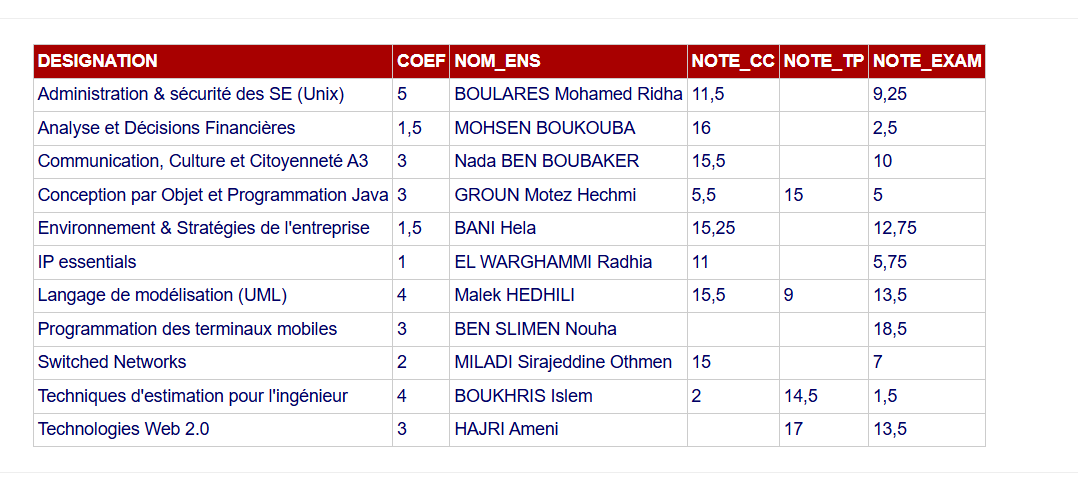 DESIGNATION COEF NOM_ENS NOTE_CC NOTE_TP NOTE_EXAM
Administration & sécurité des SE (Unix) 5 BOULARES Mohamed Ridha 11,5 9,25
Analyse et Décisions Financières 1,5 MOHSEN BOUKOUBA 16 2,5
Communication, Culture et Citoyenneté A3 3 Nada BEN BOUBAKER 15,5 10
Conception par Objet et Programmation Java 3 GROUN Motez Hechmi 5,5 15 5
Environnement & Stratégies de l'entreprise 1,5 BANI Hela 15,25 12,75
IP essentials 1 EL WARGHAMMI Radhia 11 5,75
Langage de modélisation (UML) 4 Malek HEDHILI 15,5 9 13,5
Programmation des terminaux mobiles 3 BEN SLIMEN Nouha 18,5
Switched Networks 2 MILADI Sirajeddine Othmen 15 7
Techniques d'estimation pour l'ingénieur 4 BOUKHRIS Islem 2 14,5 1,5
Technologies Web 2.0 3 HAJRI Ameni 17 13,5